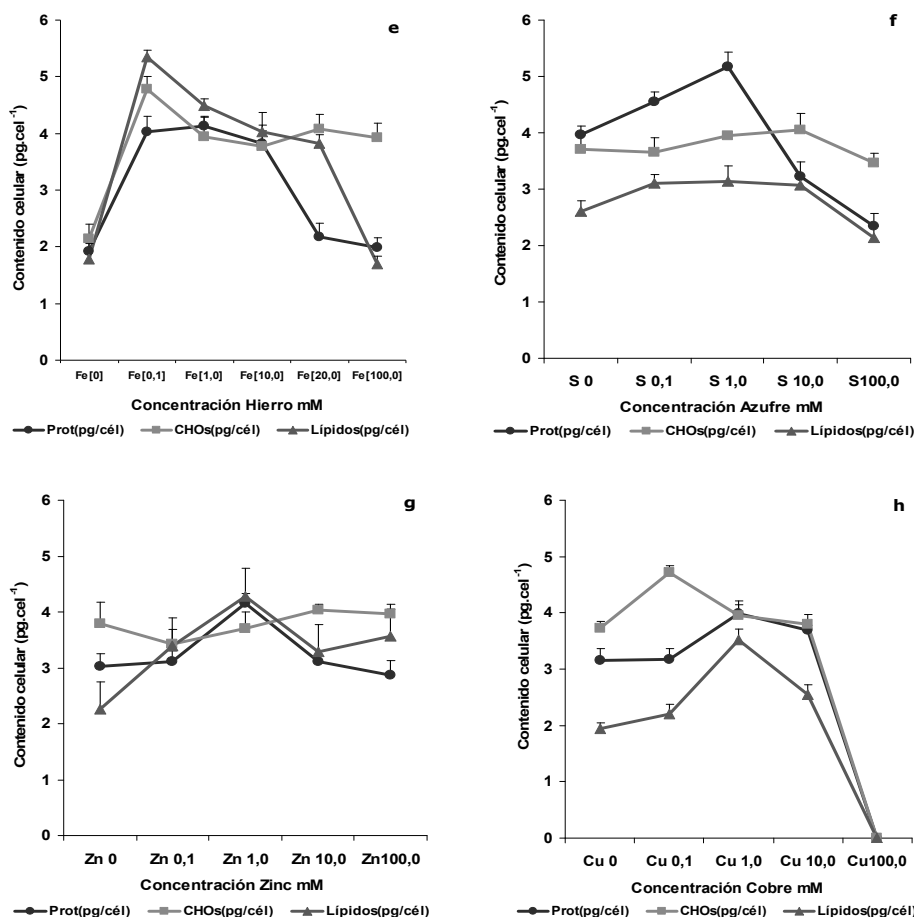 e
6
5
4
3
2
1
0
Contenido celular (pg.cel⁻¹)
Fe[0] Fe[0,1] Fe[1,0] Fe[10,0] Fe[20,0] Fe[100,0]
Concentración Hierro mM
Prot(pg/cél) CHOs(pg/cél) Lípidos(pg/cél)
f
6
5
4
3
2
1
0
Contenido celular (pg.cel⁻¹)
S 0 S 0,1 S 1,0 S 10,0 S100,0
Concentración Azufre mM
Prot(pg/cél) CHOs(pg/cél) Lípidos(pg/cél)
g
6
5
4
3
2
1
0
Contenido celular (pg.cel⁻¹)
Zn 0 Zn 0,1 Zn 1,0 Zn 10,0 Zn100,0
Concentración Zinc mM
Prot(pg/cél) CHOs(pg/cél) Lípidos(pg/cél)
h
6
5
4
3
2
1
0
Contenido celular (pg.cel⁻¹)
Cu 0 Cu 0,1 Cu 1,0 Cu 10,0 Cu100,0
Concentración Cobre mM
Prot(pg/cél) CHOs(pg/cél) Lípidos(pg/cél)